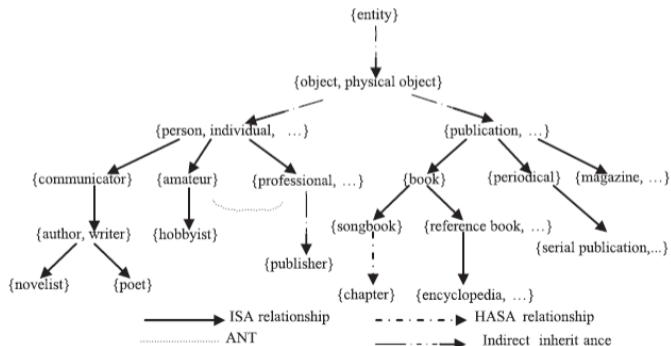 {entity}
{object, physical object}
{person, individual, …}
{publication, …}
{communicator}
{amateur}
{professional, …}
{book}
{periodical}
{magazine, …}
{author, writer}
{hobbyist}
{songbook}
{reference book, …}
{serial publication,...}
{publisher}
{novelist}
{poet}
{chapter}
{encyclopedia, …}
ISA relationship
HASA relationship
ANT
Indirect inherit ance